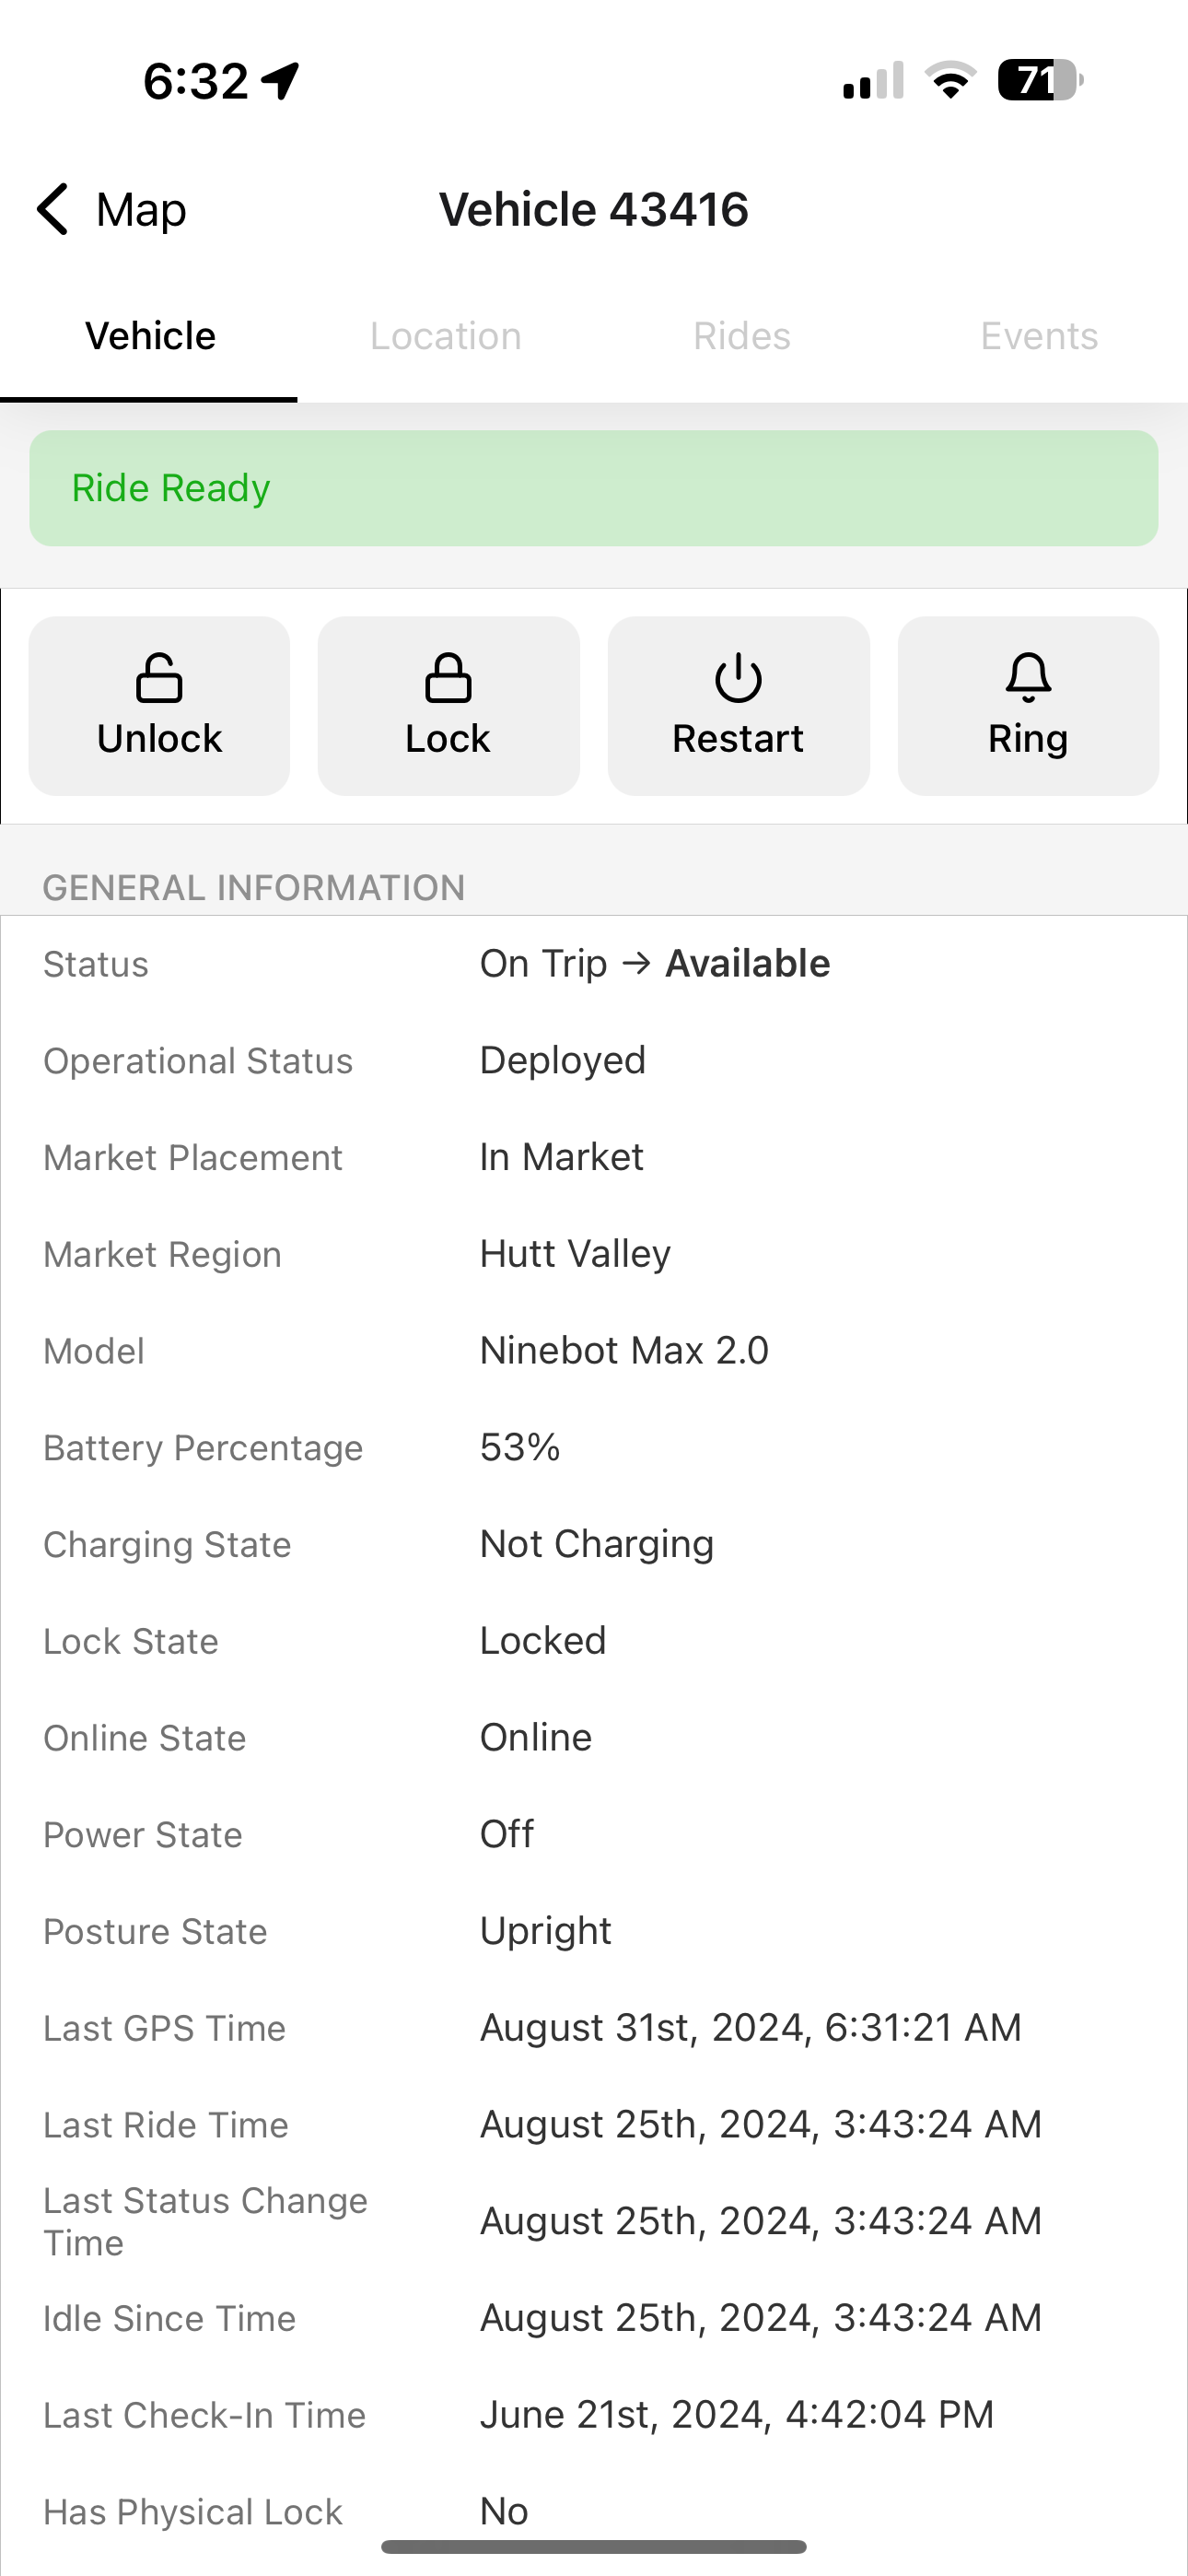 6:32
71
Map
Vehicle 43416
Vehicle Location Rides Events
Ride Ready
Unlock Lock Restart Ring
GENERAL INFORMATION
Status On Trip → Available
Operational Status Deployed
Market Placement In Market
Market Region Hutt Valley
Model Ninebot Max 2.0
Battery Percentage 53%
Charging State Not Charging
Lock State Locked
Online State Online
Power State Off
Posture State Upright
Last GPS Time August 31st, 2024, 6:31:21 AM
Last Ride Time August 25th, 2024, 3:43:24 AM
Last Status Change
Time August 25th, 2024, 3:43:24 AM
Idle Since Time August 25th, 2024, 3:43:24 AM
Last Check-In Time June 21st, 2024, 4:42:04 PM
Has Physical Lock No